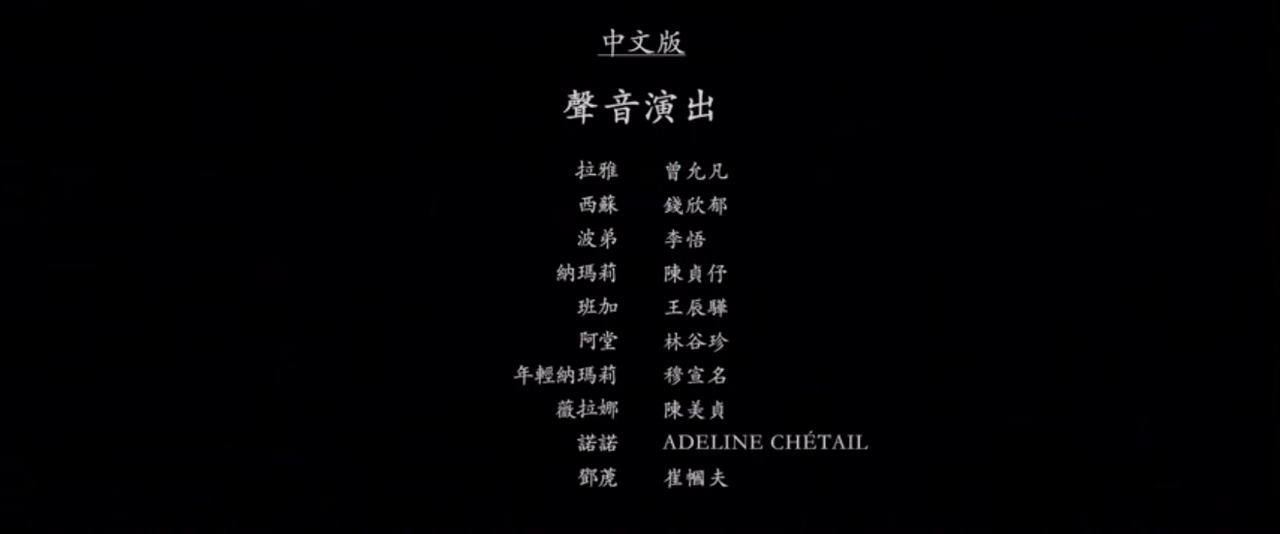 中文版
聲音演出
拉雅 曾允凡
西蘇 錢欣郁
波弟 李悟
納瑪莉 陳貞伃
班加 王辰驊
阿堂 林谷珍
年輕納瑪莉 穆宣名
薇拉娜 陳美貞
諾諾 ADELINE CHÉTAIL
鄧蓎 崔幗夫